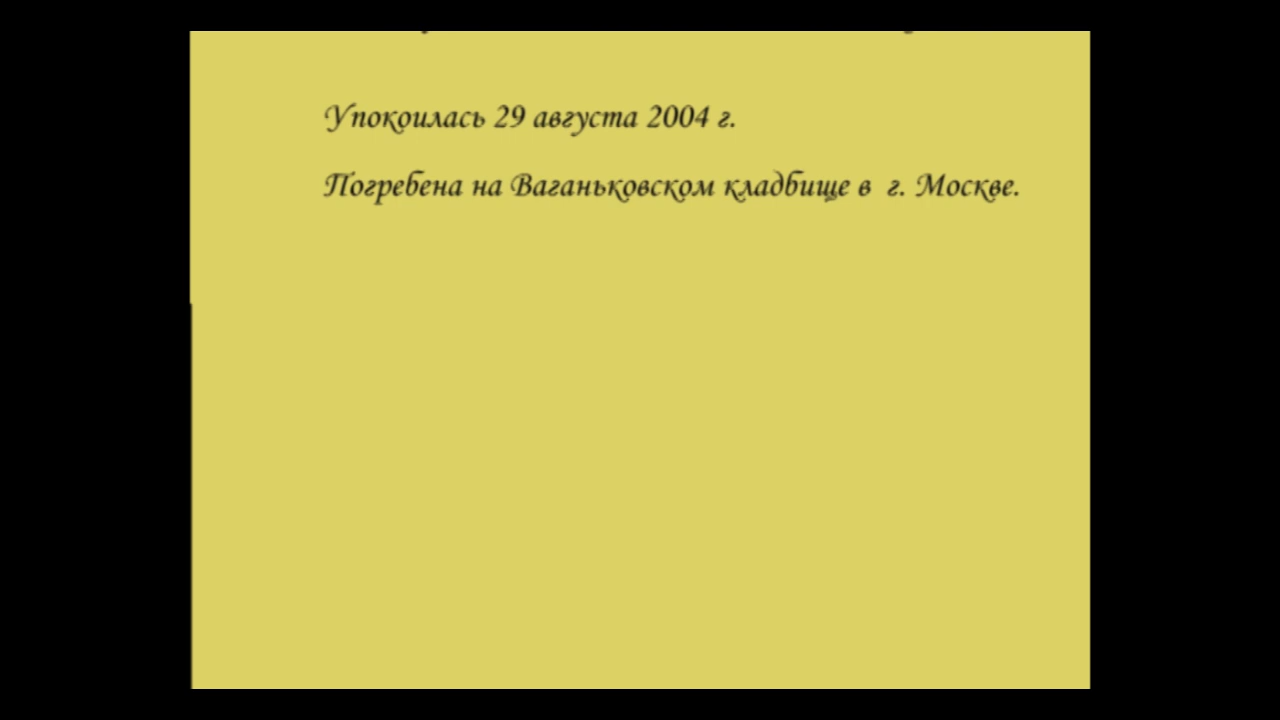 Упокоилась 29 августа 2004 г.
Погребена на Ваганьковском кладбище в г. Москве.